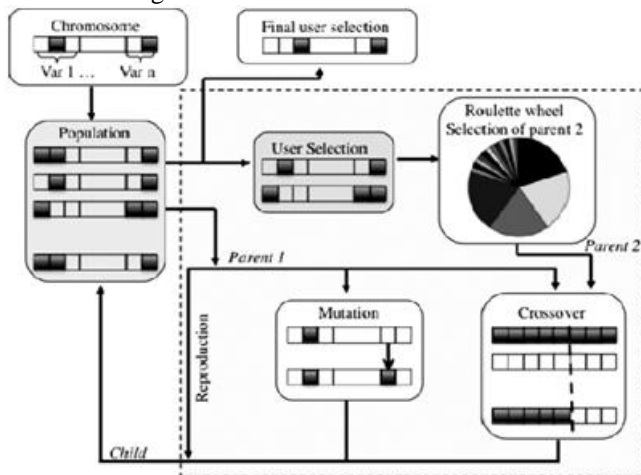 Chromosome
Var 1 ... Var n
Final user selection
Population
User Selection
Roulette wheel
Selection of parent 2
Parent 1
Parent 2
Reproduction
Mutation
Crossover
Child